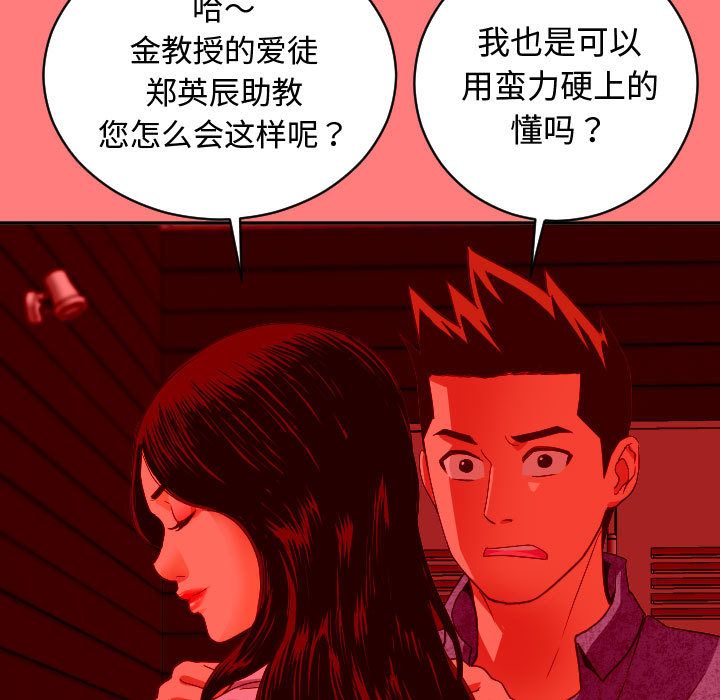 哈～
金教授的爱徒
郑英辰助教
您怎么会这样呢？
我也是可以
用蛮力硬上的
懂吗？